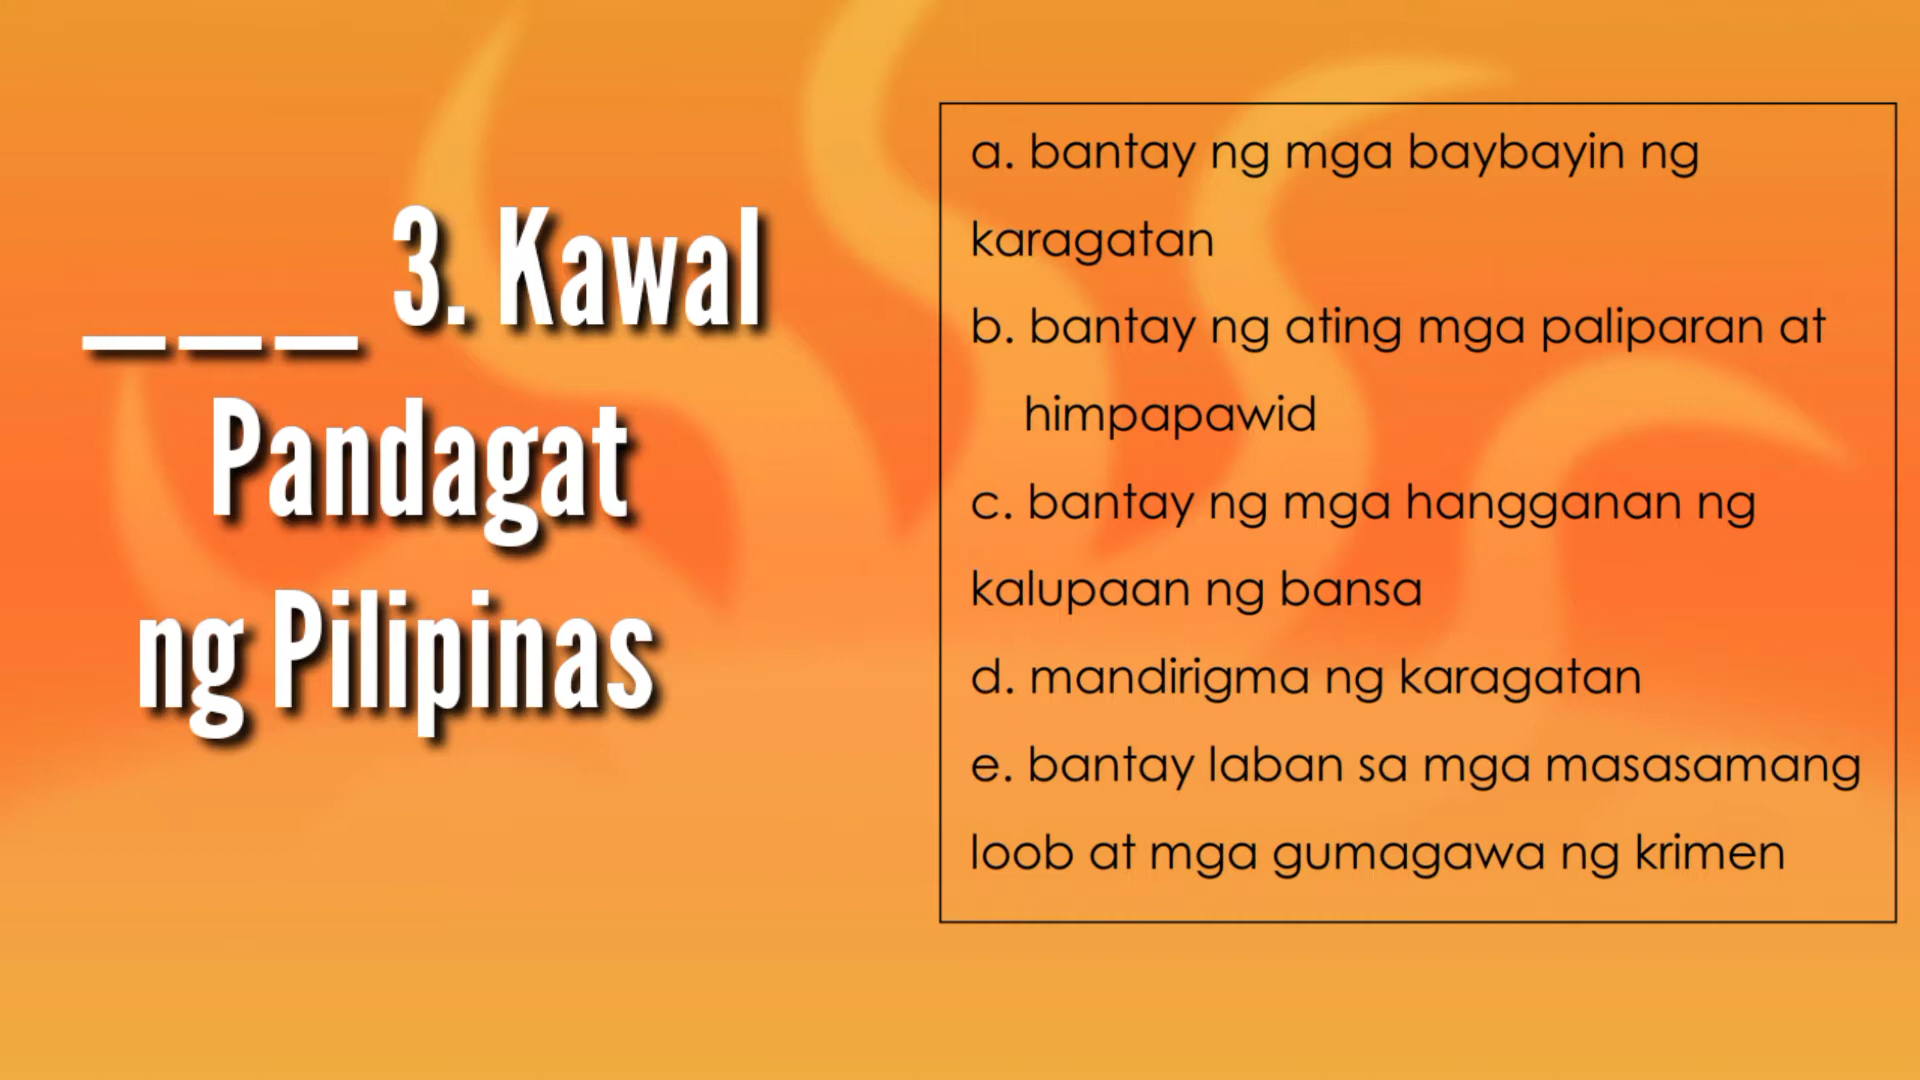 ___ 3. Kawal
Pandagat
ng Pilipinas
a. bantay ng mga baybayin ng
karagatan
b. bantay ng ating mga paliparan at
himpapawid
c. bantay ng mga hangganan ng
kalupaan ng bansa
d. mandirigma ng karagatan
e. bantay laban sa mga masasamang
loob at mga gumagawa ng krimen